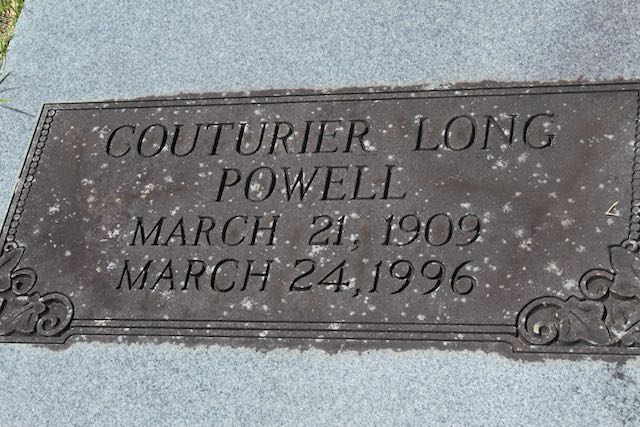 COUTURIER LONG
POWELL
MARCH 21, 1909
MARCH 24, 1996